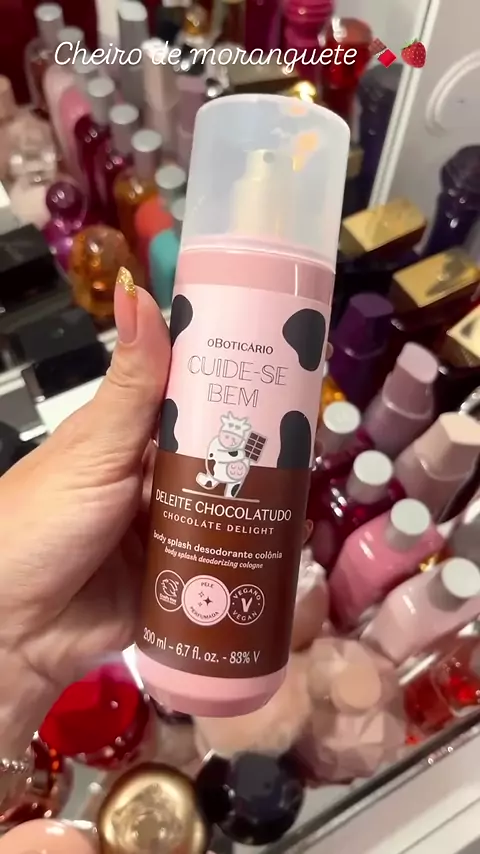 Cheiro de moranguete 🍫🍓
oBOTICÁRIO
CUIDE-SE
BEM
DELEITE CHOCOLATUDO
CHOCOLATE DELIGHT
body splash desodorante colônia
body splash deodorizing cologne
PELE
PERFUMADA
VEGANO
V
VEGAN
200 ml – 6.7 fl. oz. - 83% V